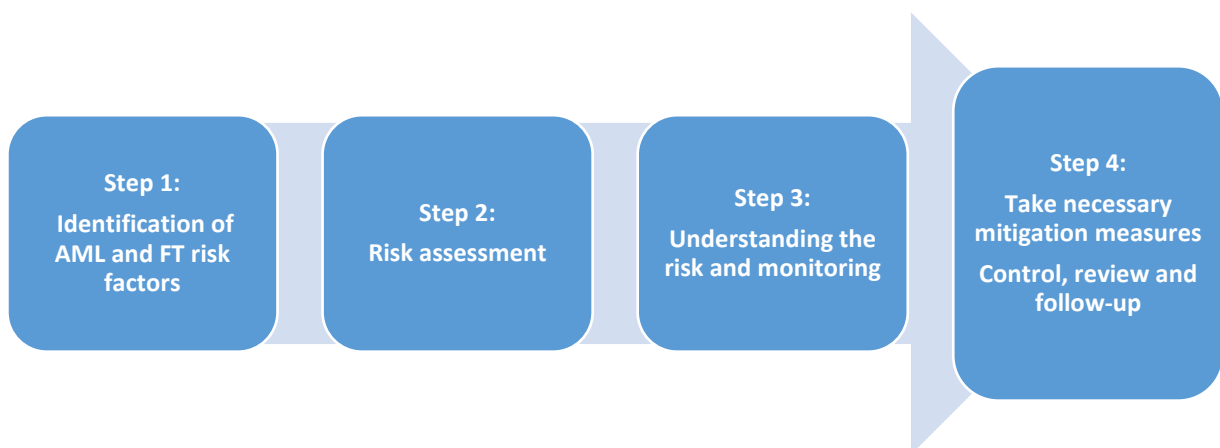 Step 1:
Identification of
AML and FT risk
factors
Step 2:
Risk assessment
Step 3:
Understanding the
risk and monitoring
Step 4:
Take necessary
mitigation measures
Control, review and
follow-up